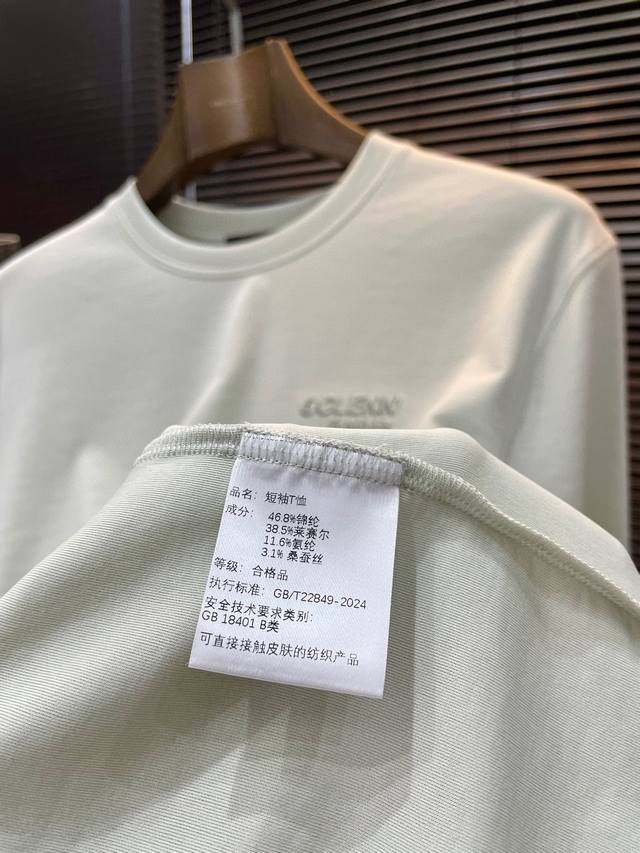 品名：短袖T恤
成分：46.8%锦纶
38.5%莱赛尔
11.6%氨纶
3.1% 桑蚕丝
等级：合格品
执行标准：GB/T22849-2024
安全技术要求类别：
GB 18401 B类
可直接接触皮肤的纺织产品